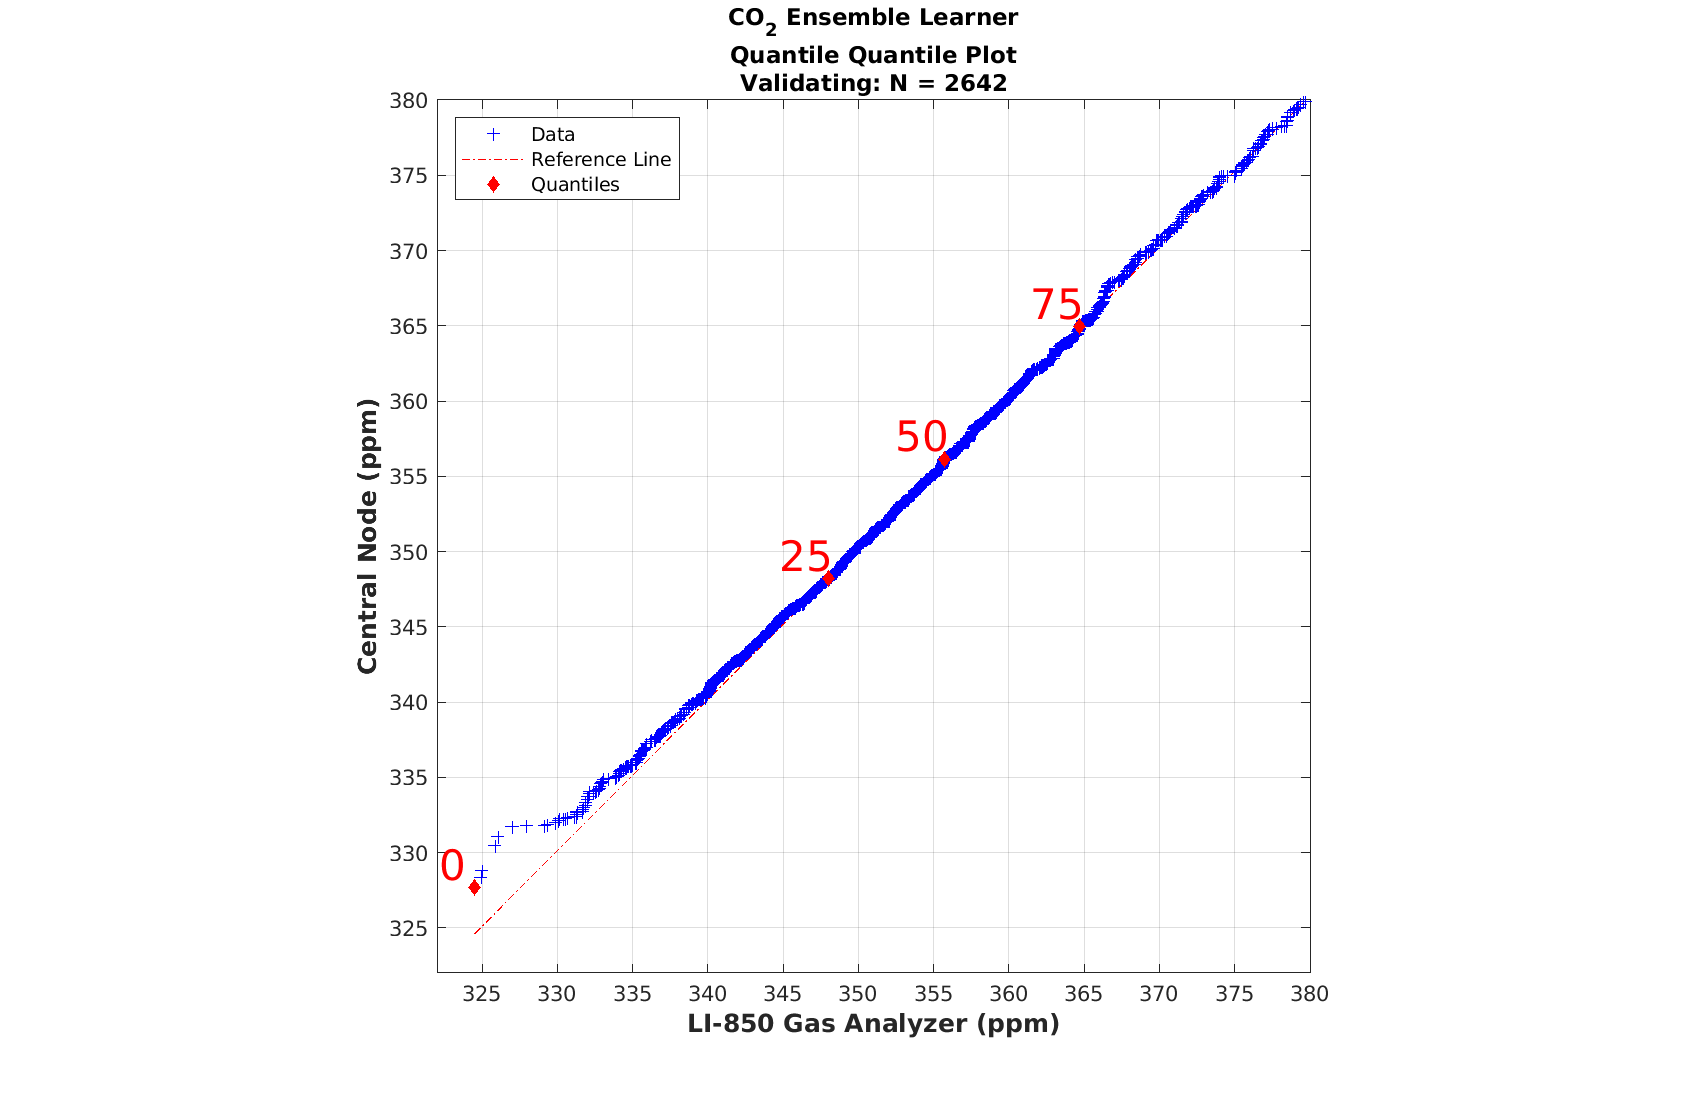 CO2 Ensemble Learner
Quantile Quantile Plot
Validating: N = 2642
Data
Reference Line
Quantiles
380
375
370
365
360
355
350
345
340
335
330
325
Central Node (ppm)
75
50
25
0
325 330 335 340 345 350 355 360 365 370 375 380
LI-850 Gas Analyzer (ppm)